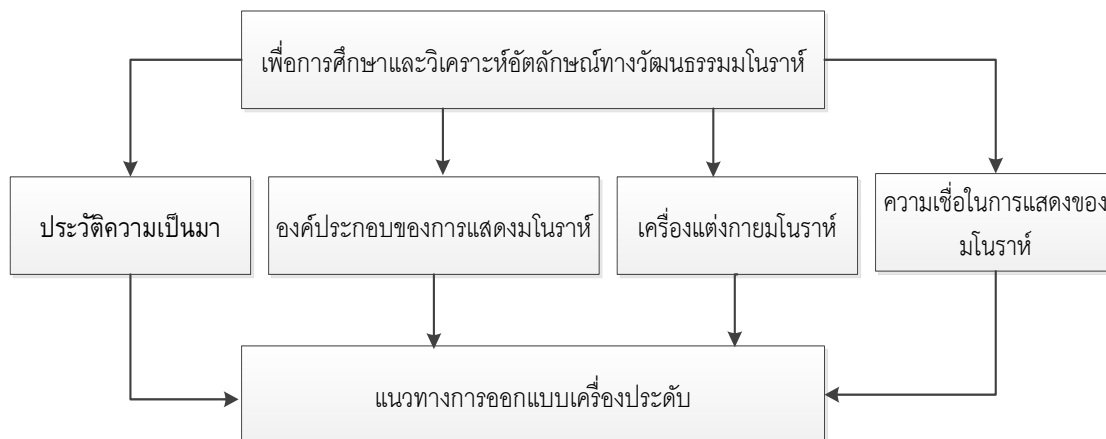 เพื่อการศึกษาและวิเคราะห์อัตลักษณ์ทางวัฒนธรรมมโนราห์
ประวัติความเป็นมา
องค์ประกอบของการแสดงมโนราห์
เครื่องแต่งกายมโนราห์
ความเชื่อในการแสดงของ
มโนราห์
แนวทางการออกแบบเครื่องประดับ